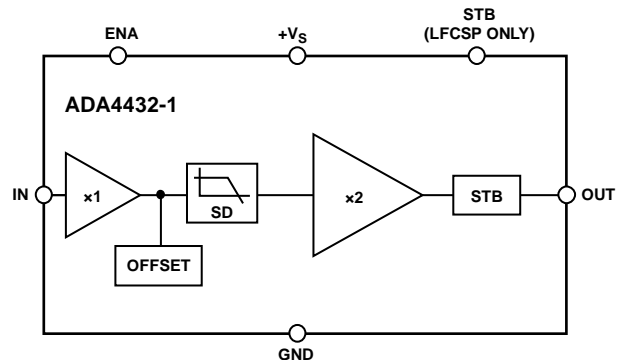 ENA
+VS
STB
(LFCSP ONLY)
ADA4432-1
IN
×1
SD
×2
STB
OUT
OFFSET
GND